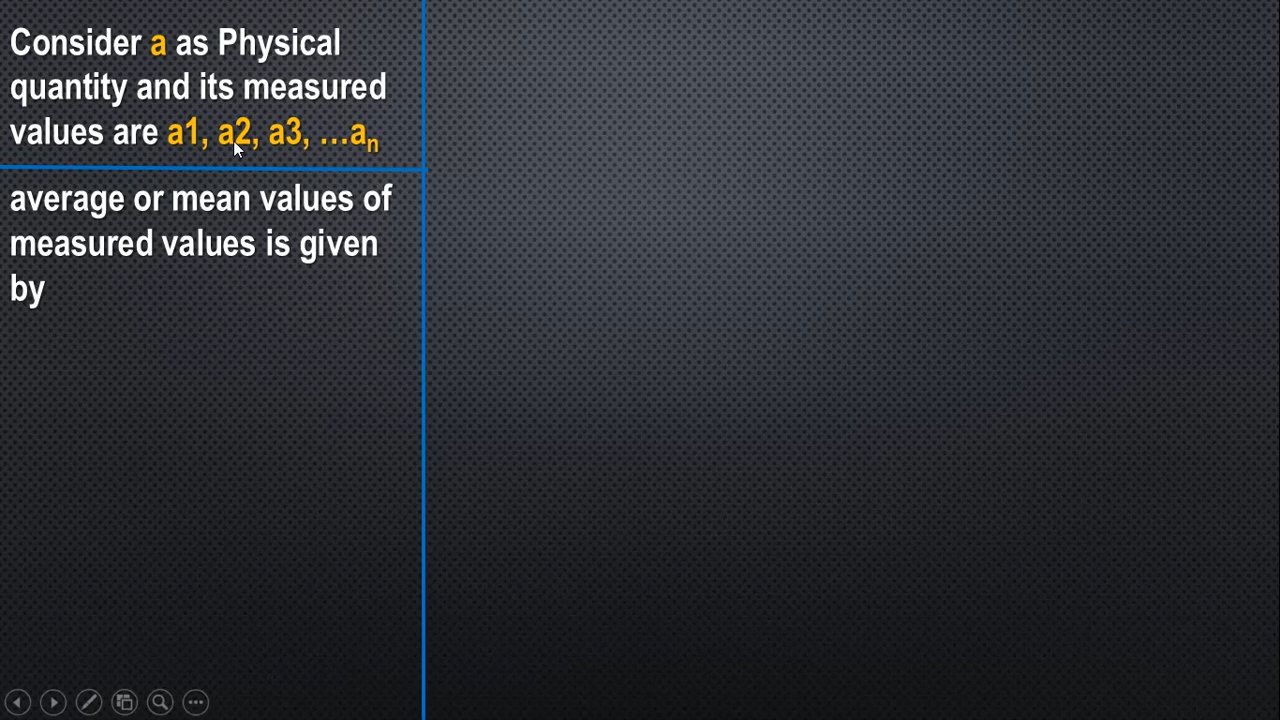 Consider a as Physical
quantity and its measured
values are a1, a2, a3, …aₙ
average or mean values of
measured values is given
by